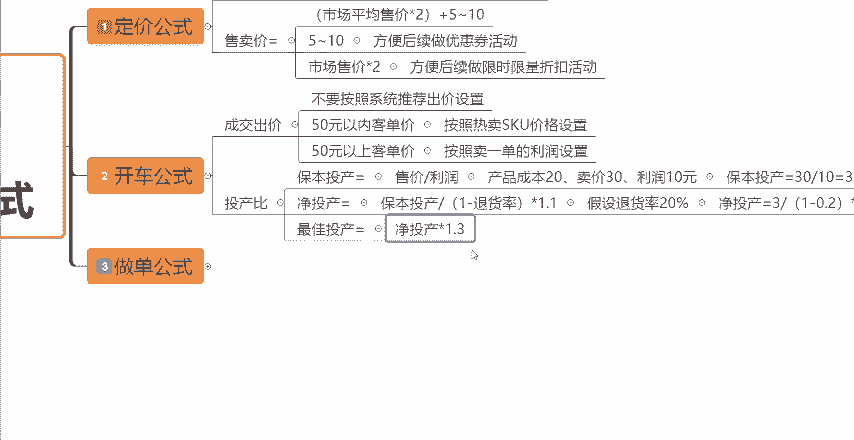 1 定价公式
售卖价=
（市场平均售价*2）+5~10
5~10 方便后续做优惠券活动
市场售价*2 方便后续做限时限量折扣活动
式
2 开车公式
成交出价
不要按照系统推荐出价设置
50元以内客单价 按照热卖SKU价格设置
50元以上客单价 按照卖一单的利润设置
投产比
保本投产= 售价/利润 产品成本20、卖价30、利润10元 保本投产=30/10=3
净投产= 保本投产/（1-退货率）*1.1 假设退货率20% 净投产=3/（1-0.2）*
最佳投产= 净投产*1.3
3 做单公式